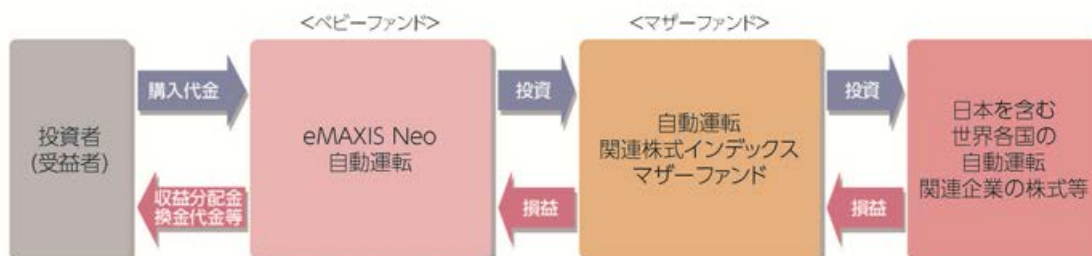 <ベビーファンド>
<マザーファンド>
投資者
(受益者)
購入代金
収益分配金
換金代金等
eMAXIS Neo
自動運転
投資
損益
自動運転
関連株式インデックス
マザーファンド
投資
損益
日本を含む
世界各国の
自動運転
関連企業の株式等